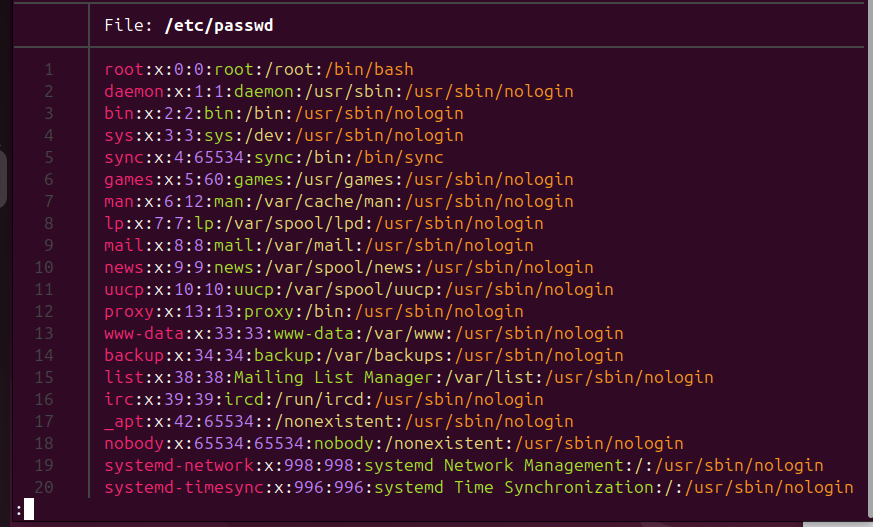 File: /etc/passwd
1 root:x:0:0:root:/root:/bin/bash
2 daemon:x:1:1:daemon:/usr/sbin:/usr/sbin/nologin
3 bin:x:2:2:bin:/bin:/usr/sbin/nologin
4 sys:x:3:3:sys:/dev:/usr/sbin/nologin
5 sync:x:4:65534:sync:/bin:/bin/sync
6 games:x:5:60:games:/usr/games:/usr/sbin/nologin
7 man:x:6:12:man:/var/cache/man:/usr/sbin/nologin
8 lp:x:7:7:lp:/var/spool/lpd:/usr/sbin/nologin
9 mail:x:8:8:mail:/var/mail:/usr/sbin/nologin
10 news:x:9:9:news:/var/spool/news:/usr/sbin/nologin
11 uucp:x:10:10:uucp:/var/spool/uucp:/usr/sbin/nologin
12 proxy:x:13:13:proxy:/bin:/usr/sbin/nologin
13 www-data:x:33:33:www-data:/var/www:/usr/sbin/nologin
14 backup:x:34:34:backup:/var/backups:/usr/sbin/nologin
15 list:x:38:38:Mailing List Manager:/var/list:/usr/sbin/nologin
16 irc:x:39:39:ircd:/run/ircd:/usr/sbin/nologin
17 _apt:x:42:65534::/nonexistent:/usr/sbin/nologin
18 nobody:x:65534:65534:nobody:/nonexistent:/usr/sbin/nologin
19 systemd-network:x:998:998:systemd Network Management:/:/usr/sbin/nologin
20 systemd-timesync:x:996:996:systemd Time Synchronization:/:/usr/sbin/nologin
: